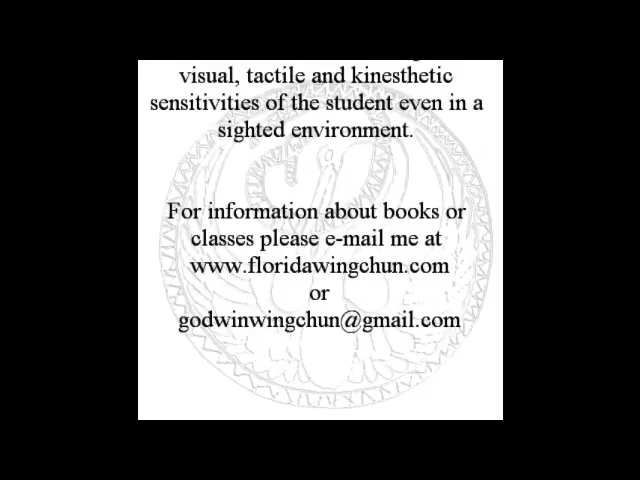 visual, tactile and kinesthetic
sensitivities of the student even in a
sighted environment.
For information about books or
classes please e-mail me at
www.floridawingchun.com
or
godwinwingchun@gmail.com